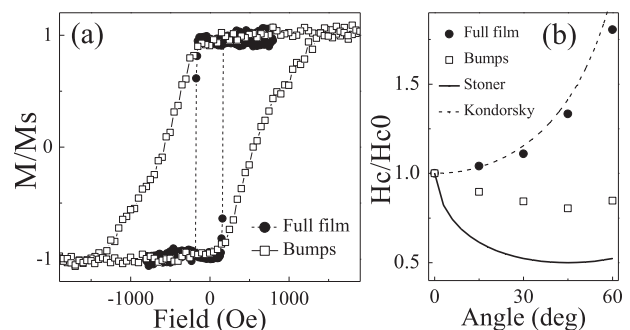 (a)
M/Ms
1
0
-1
-1000
0
1000
Field (Oe)
Full film
Bumps
(b)
Full film
Bumps
Stoner
Kondorsky
Hc/Hc0
1.5
1.0
0.5
0
30
60
Angle (deg)